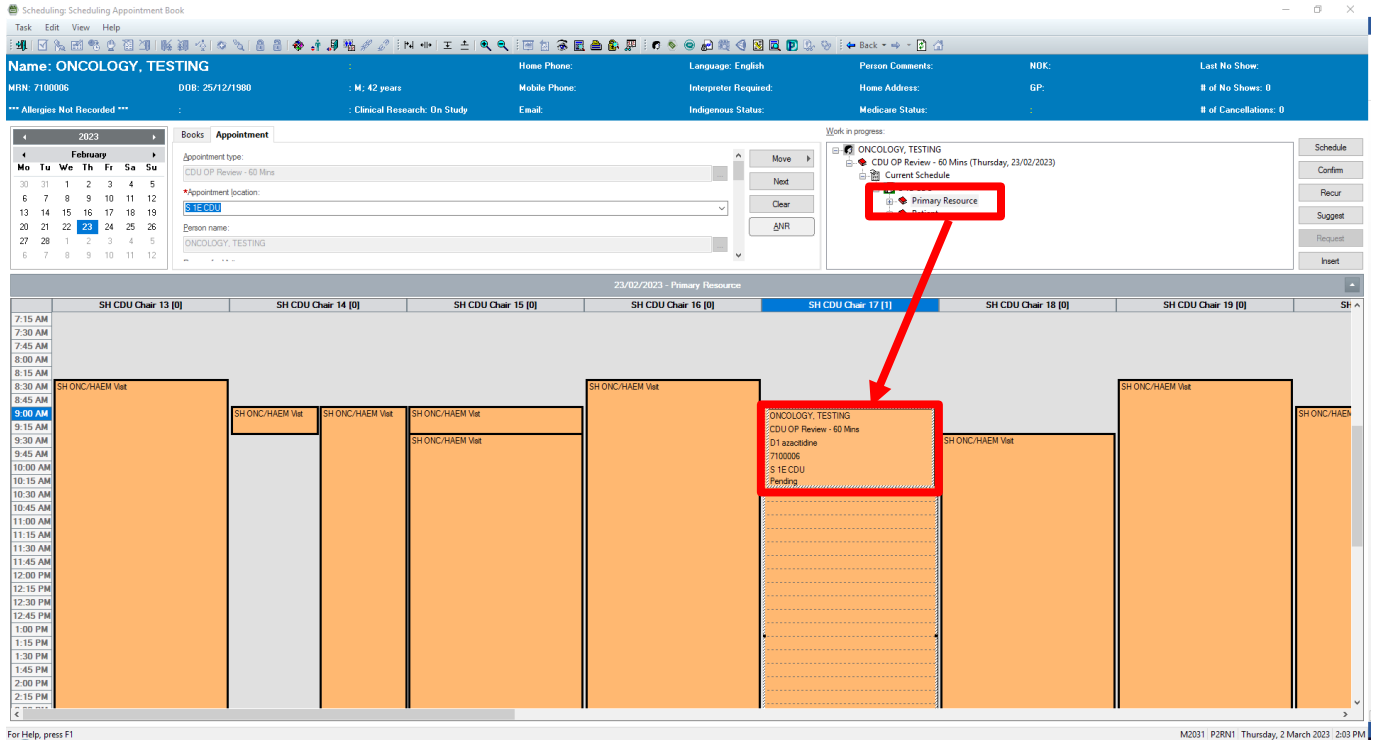 Scheduling: Scheduling Appointment Book
Task Edit View Help
Back
Name: ONCOLOGY, TESTING : Home Phone: Language: English Person Comments: NOK: Last No Show:
MRN: 7100006 DOB: 25/12/1980 : M; 42 years Mobile Phone: Interpreter Required: Home Address: GP: # of No Shows: 0
*** Allergies Not Recorded *** : : Clinical Research: On Study Email: Indigenous Status: Medicare Status: : # of Cancellations: 0
2023
February
Mo Tu We Th Fr Sa Su
30 31 1 2 3 4 5
6 7 8 9 10 11 12
13 14 15 16 17 18 19
20 21 22 23 24 25 26
27 28 1 2 3 4 5
6 7 8 9 10 11 12
Books Appointment
Appointment type:
CDU OP Review - 60 Mins
...
*Appointment location:
S 1E CDU
Person name:
ONCOLOGY, TESTING
...
Move
Next
Clear
ANR
Work in progress:
ONCOLOGY, TESTING
CDU OP Review - 60 Mins (Thursday, 23/02/2023)
Current Schedule
Primary Resource
Patient
Schedule
Confirm
Recur
Suggest
Request
Insert
23/02/2023 - Primary Resource
SH CDU Chair 13 [0] SH CDU Chair 14 [0] SH CDU Chair 15 [0] SH CDU Chair 16 [0] SH CDU Chair 17 [1] SH CDU Chair 18 [0] SH CDU Chair 19 [0] SH
7:15 AM
7:30 AM
7:45 AM
8:00 AM
8:15 AM
8:30 AM SH ONC/HAEM Visit SH ONC/HAEM Visit SH ONC/HAEM Visit
8:45 AM
9:00 AM SH ONC/HAEM Visit SH ONC/HAEM Visit SH ONC/HAEM Visit ONCOLOGY, TESTING SH ONC/HAEM
9:15 AM CDU OP Review - 60 Mins
9:30 AM SH ONC/HAEM Visit D1 azacitidine SH ONC/HAEM Visit
9:45 AM 7100006
10:00 AM S 1E CDU
10:15 AM Pending
10:30 AM
10:45 AM
11:00 AM
11:15 AM
11:30 AM
11:45 AM
12:00 PM
12:15 PM
12:30 PM
12:45 PM
1:00 PM
1:15 PM
1:30 PM
1:45 PM
2:00 PM
2:15 PM
For Help, press F1 M2031 P2RN1 Thursday, 2 March 2023 2:03 PM